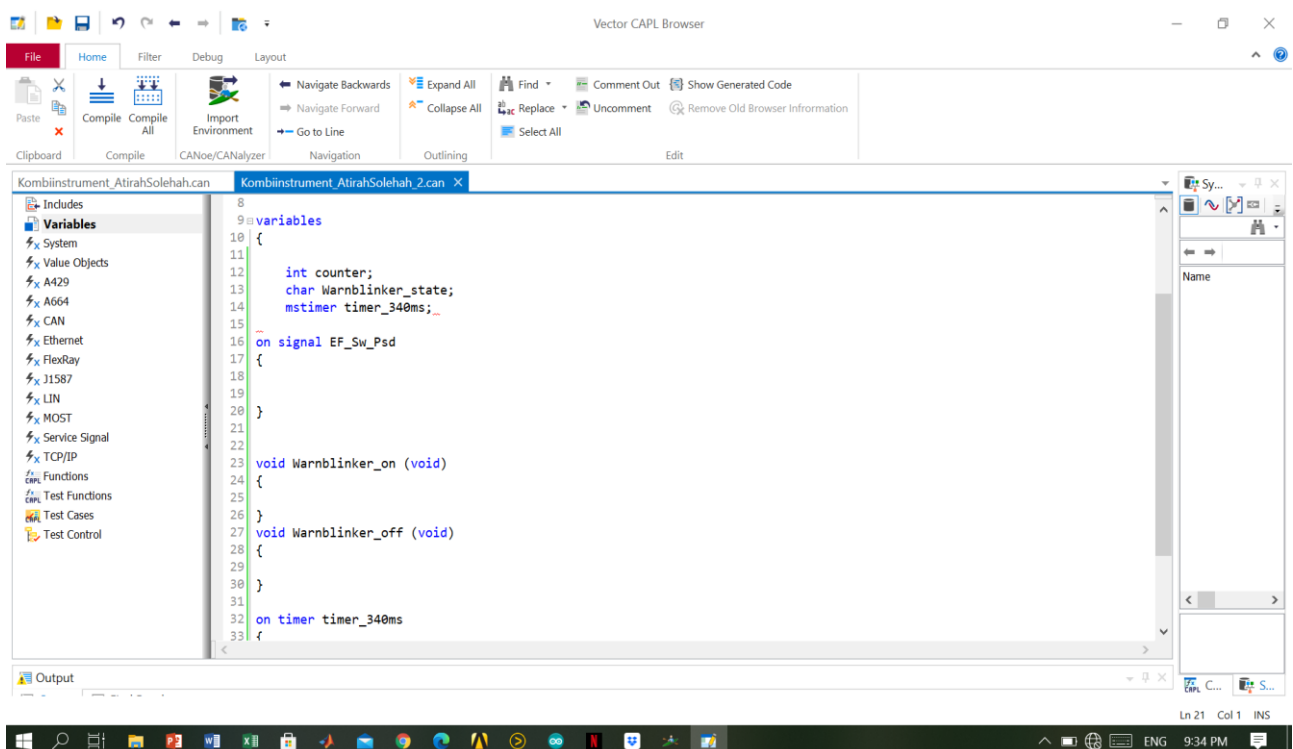 Vector CAPL Browser
File Home Filter Debug Layout
Paste
Clipboard
Compile Compile All
Compile
Import Environment
CANoe/CANalyzer
Navigate Backwards
Navigate Forward
Go to Line
Navigation
Expand All
Collapse All
Outlining
Find
Replace
Select All
Comment Out
Uncomment
Show Generated Code
Remove Old Browser Infrormation
Edit
Kombiinstrument_AtirahSolehah.can Kombiinstrument_AtirahSolehah_2.can
Includes
Variables
System
Value Objects
A429
A664
CAN
Ethernet
FlexRay
J1587
LIN
MOST
Service Signal
TCP/IP
Functions
Test Functions
Test Cases
Test Control
8
9 variables
10 {
11
12 int counter;
13 char Warnblinker_state;
14 mstimer timer_340ms;
15
16 on signal EF_Sw_Psd
17 {
18
19
20 }
21
22
23 void Warnblinker_on (void)
24 {
25
26 }
27 void Warnblinker_off (void)
28 {
29
30 }
31
32 on timer timer_340ms
33 {
Sy...
Name
C... S...
Output
Ln 21 Col 1 INS
ENG 9:34 PM